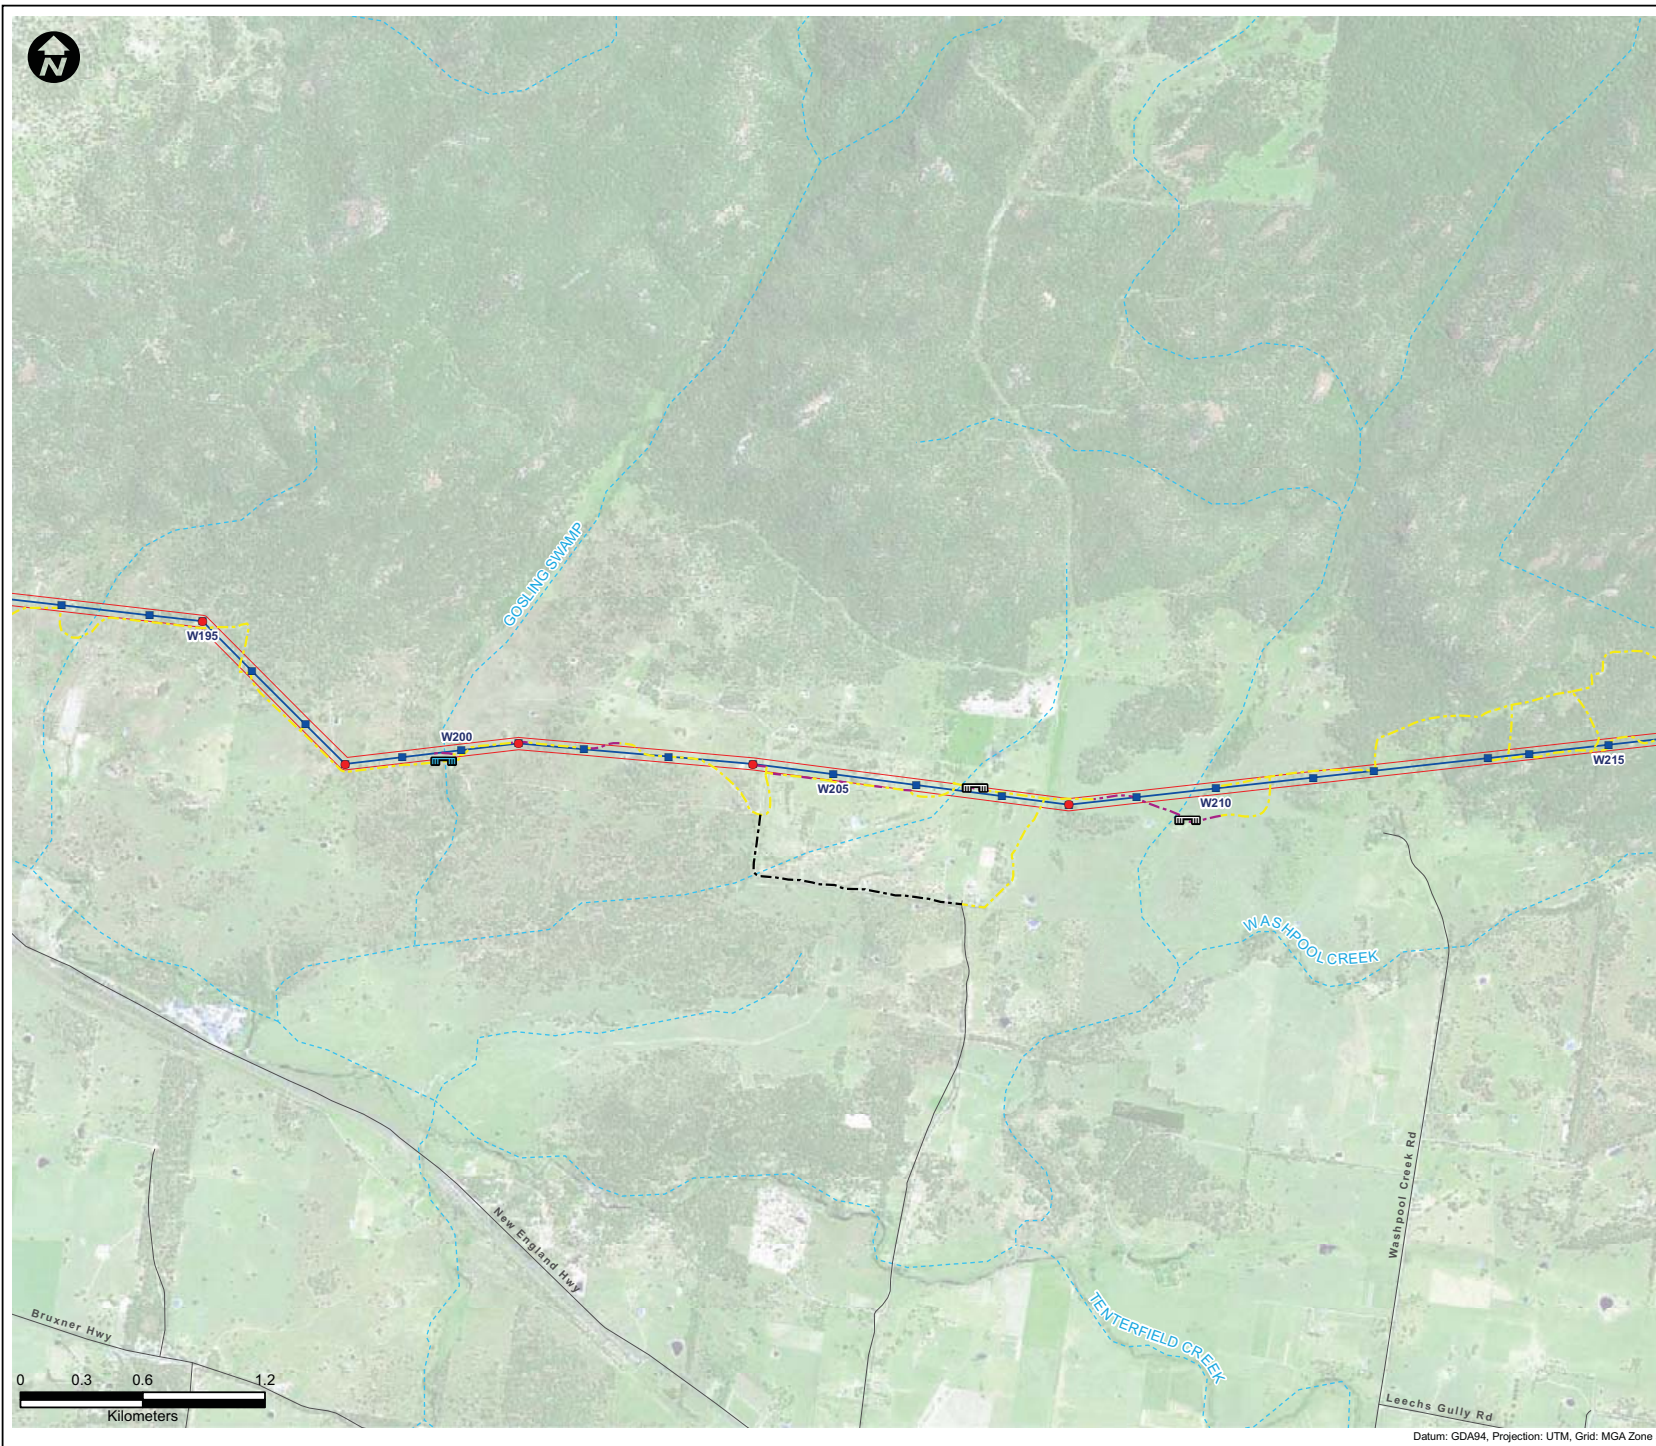 N
GOSLING SWAMP
W195
W200
W205
W210
W215
WASHPOOL CREEK
Washpool Creek Rd
New England Hwy
TENTERFIELD CREEK
Bruxner Hwy
Leechs Gully Rd
0 0.3 0.6 1.2
Kilometers
Datum: GDA94, Projection: UTM, Grid: MGA Zone